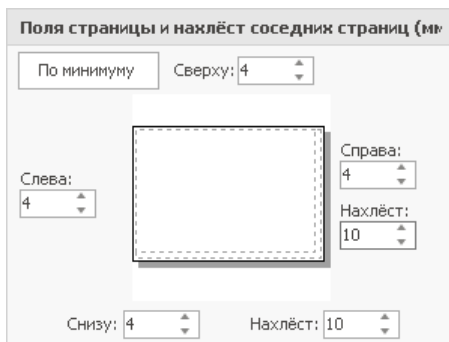 Поля страницы и нахлёст соседних страниц (мм
По минимуму Сверху: 4
Справа:
Слева: 4
4 Нахлёст:
10
Снизу: 4 Нахлёст: 10